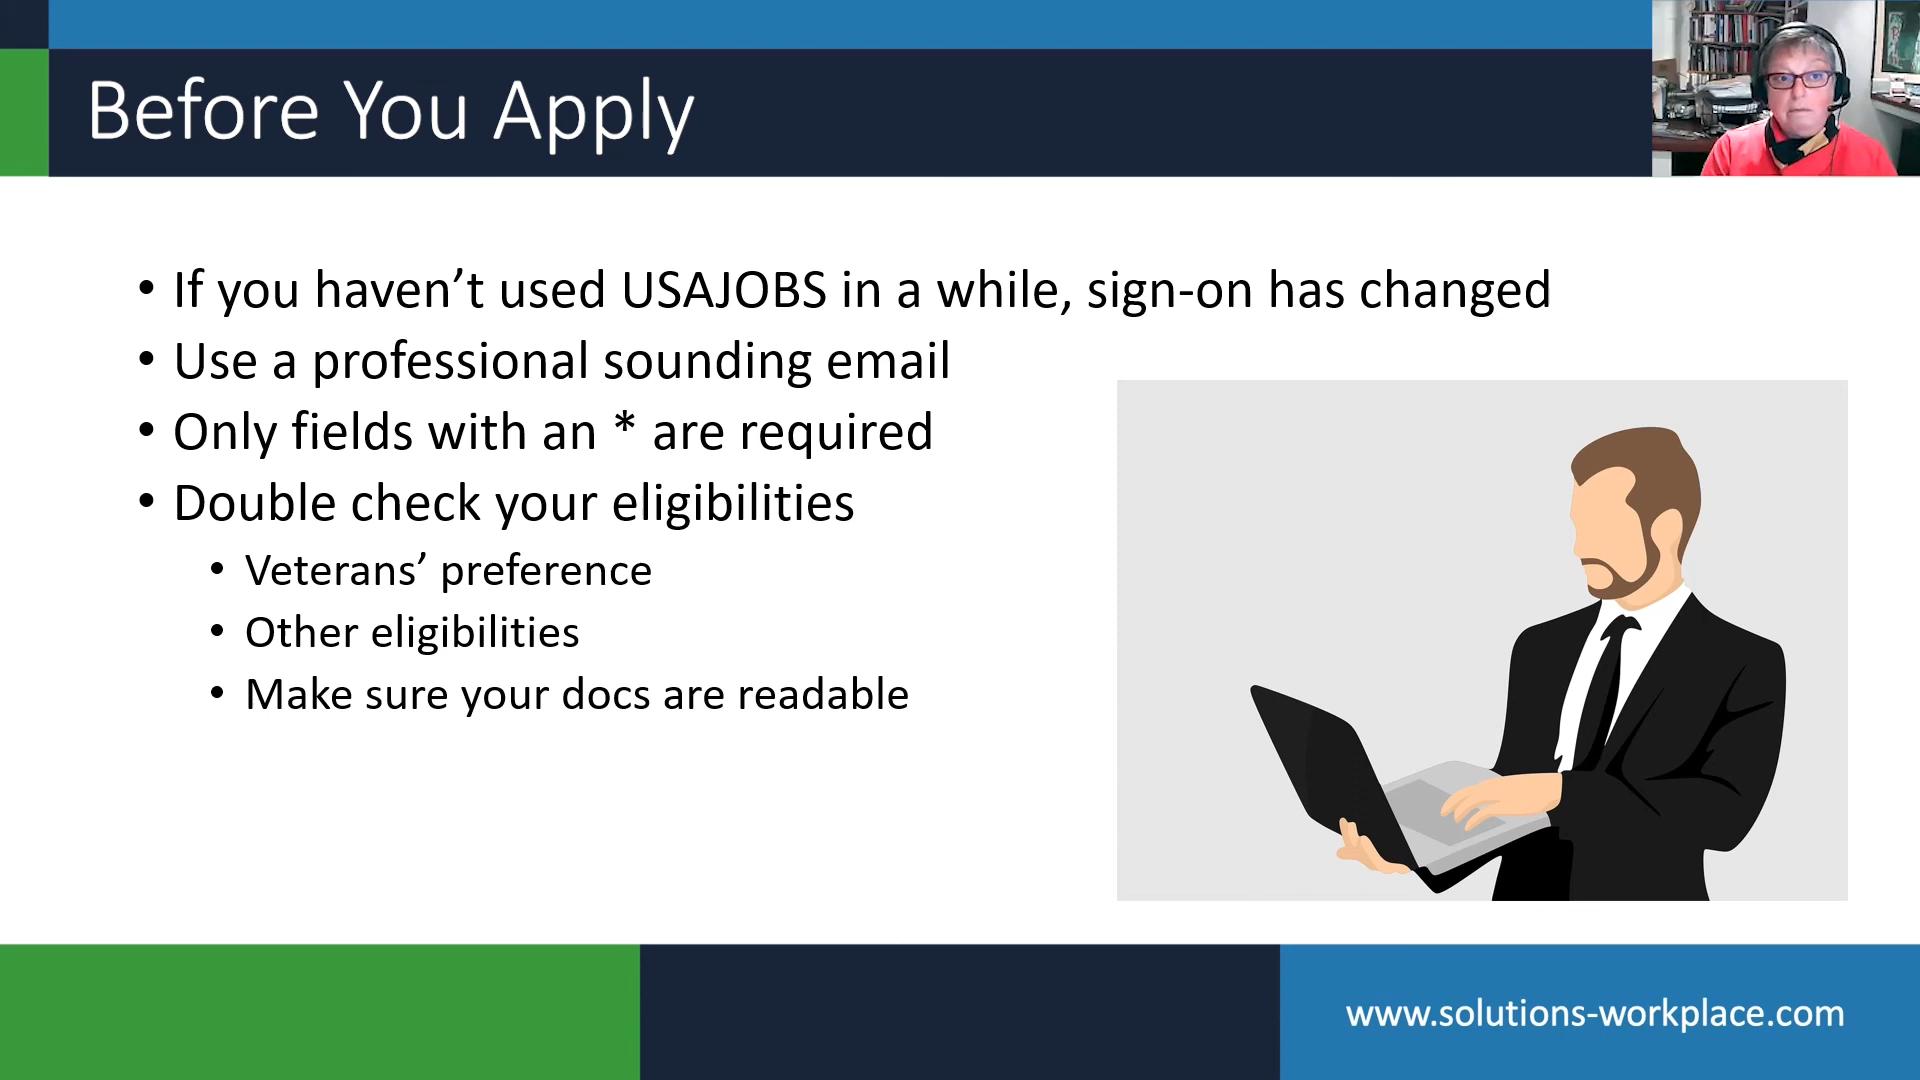 Before You Apply
• If you haven’t used USAJOBS in a while, sign-on has changed
• Use a professional sounding email
• Only fields with an * are required
• Double check your eligibilities
• Veterans’ preference
• Other eligibilities
• Make sure your docs are readable
www.solutions-workplace.com